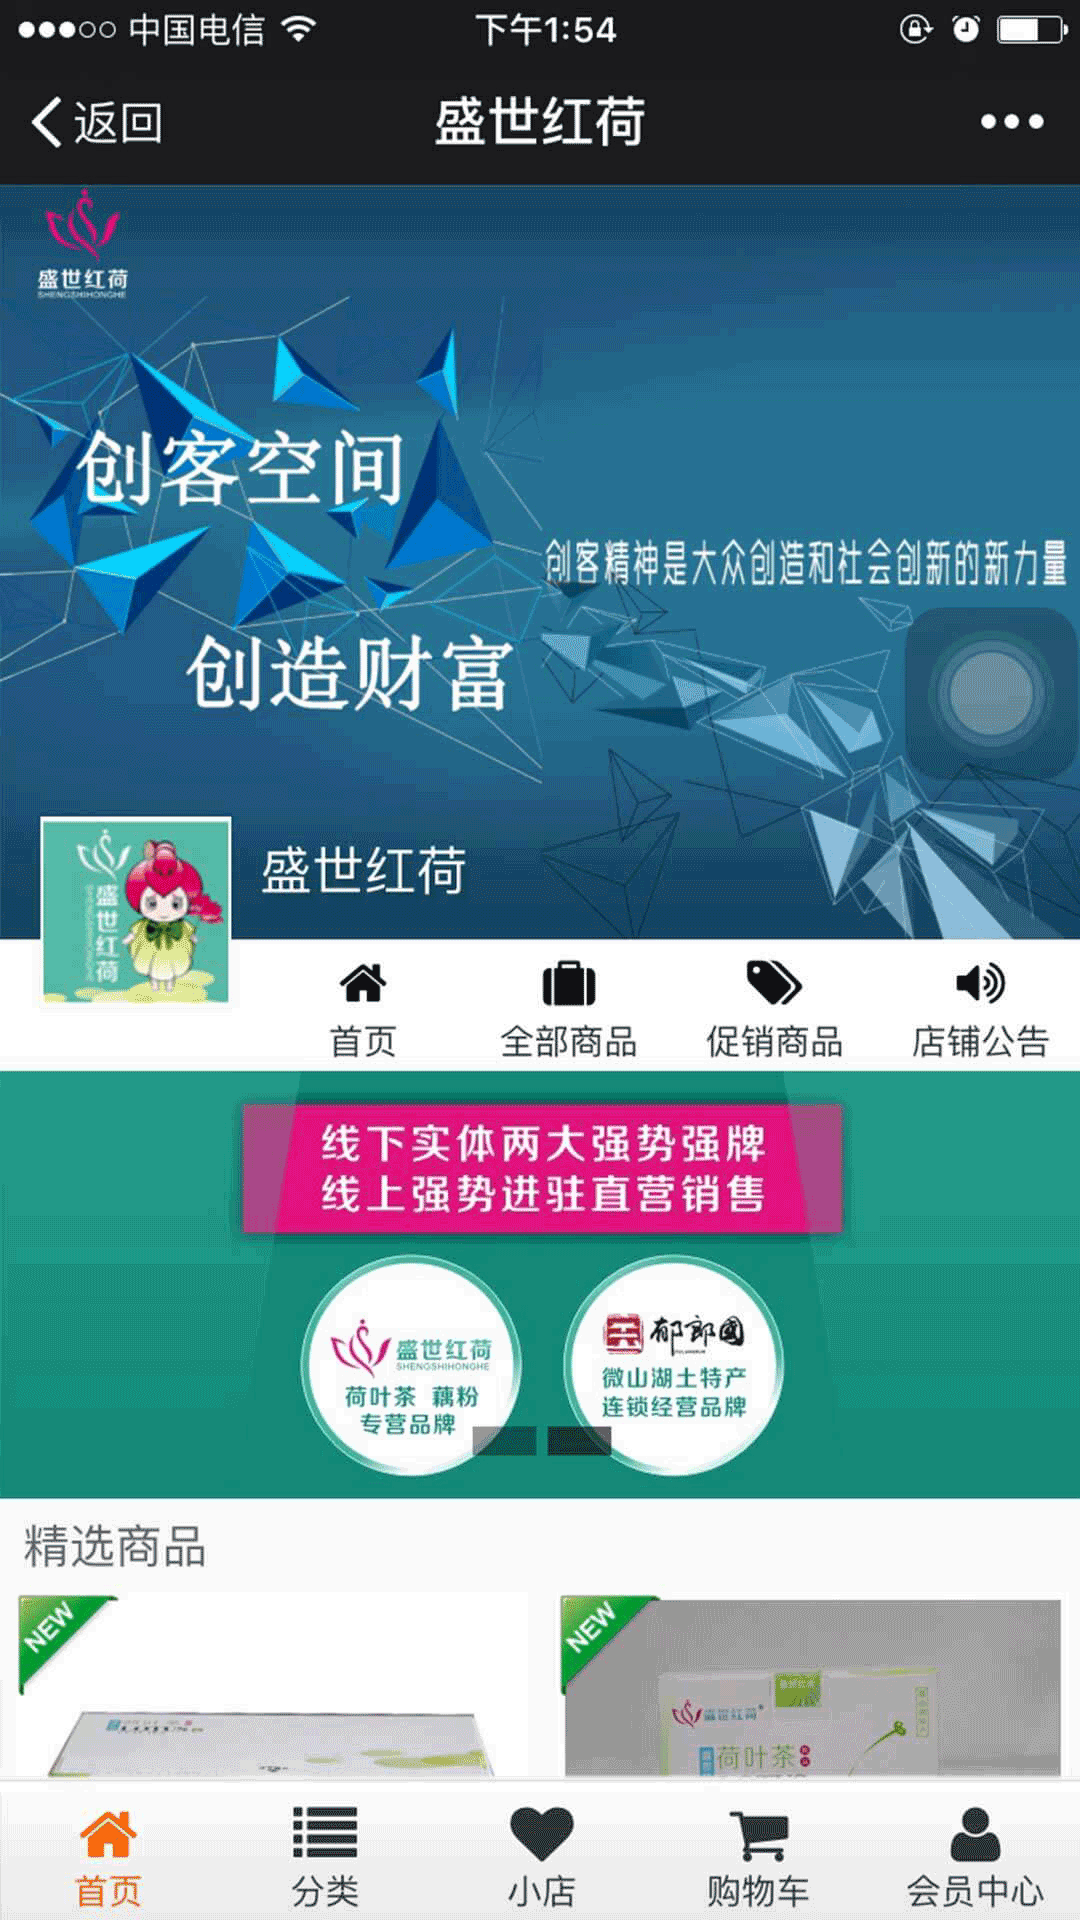 中国电信
下午1:54
返回
盛世红荷
盛世红荷
SHENGSHIHONGHE
创客空间
创客精神是大众创造和社会创新的新力量
创造财富
盛世红荷
盛世红荷
首页
全部商品
促销商品
店铺公告
线下实体两大强势强牌
线上强势进驻直营销售
盛世红荷
SHENGSHIHONGHE
荷叶茶 藕粉
专营品牌
郁郎國
微山湖土特产
连锁经营品牌
精选商品
NEW
NEW
盛世红荷
荷叶茶
首页
分类
小店
购物车
会员中心